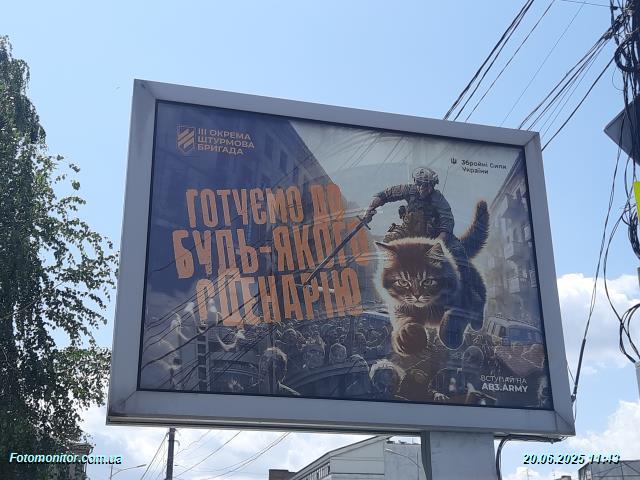 III ОКРЕМА
ШТУРМОВА
БРИГАДА
Збройні Сили
України
ГОТУЄМО ДО
БУДЬ-ЯКОГО
СЦЕНАРІЮ
ВСТУПАЙ НА
AB3.ARMY
Fotomonitor.com.ua
20.06.2025 11:43